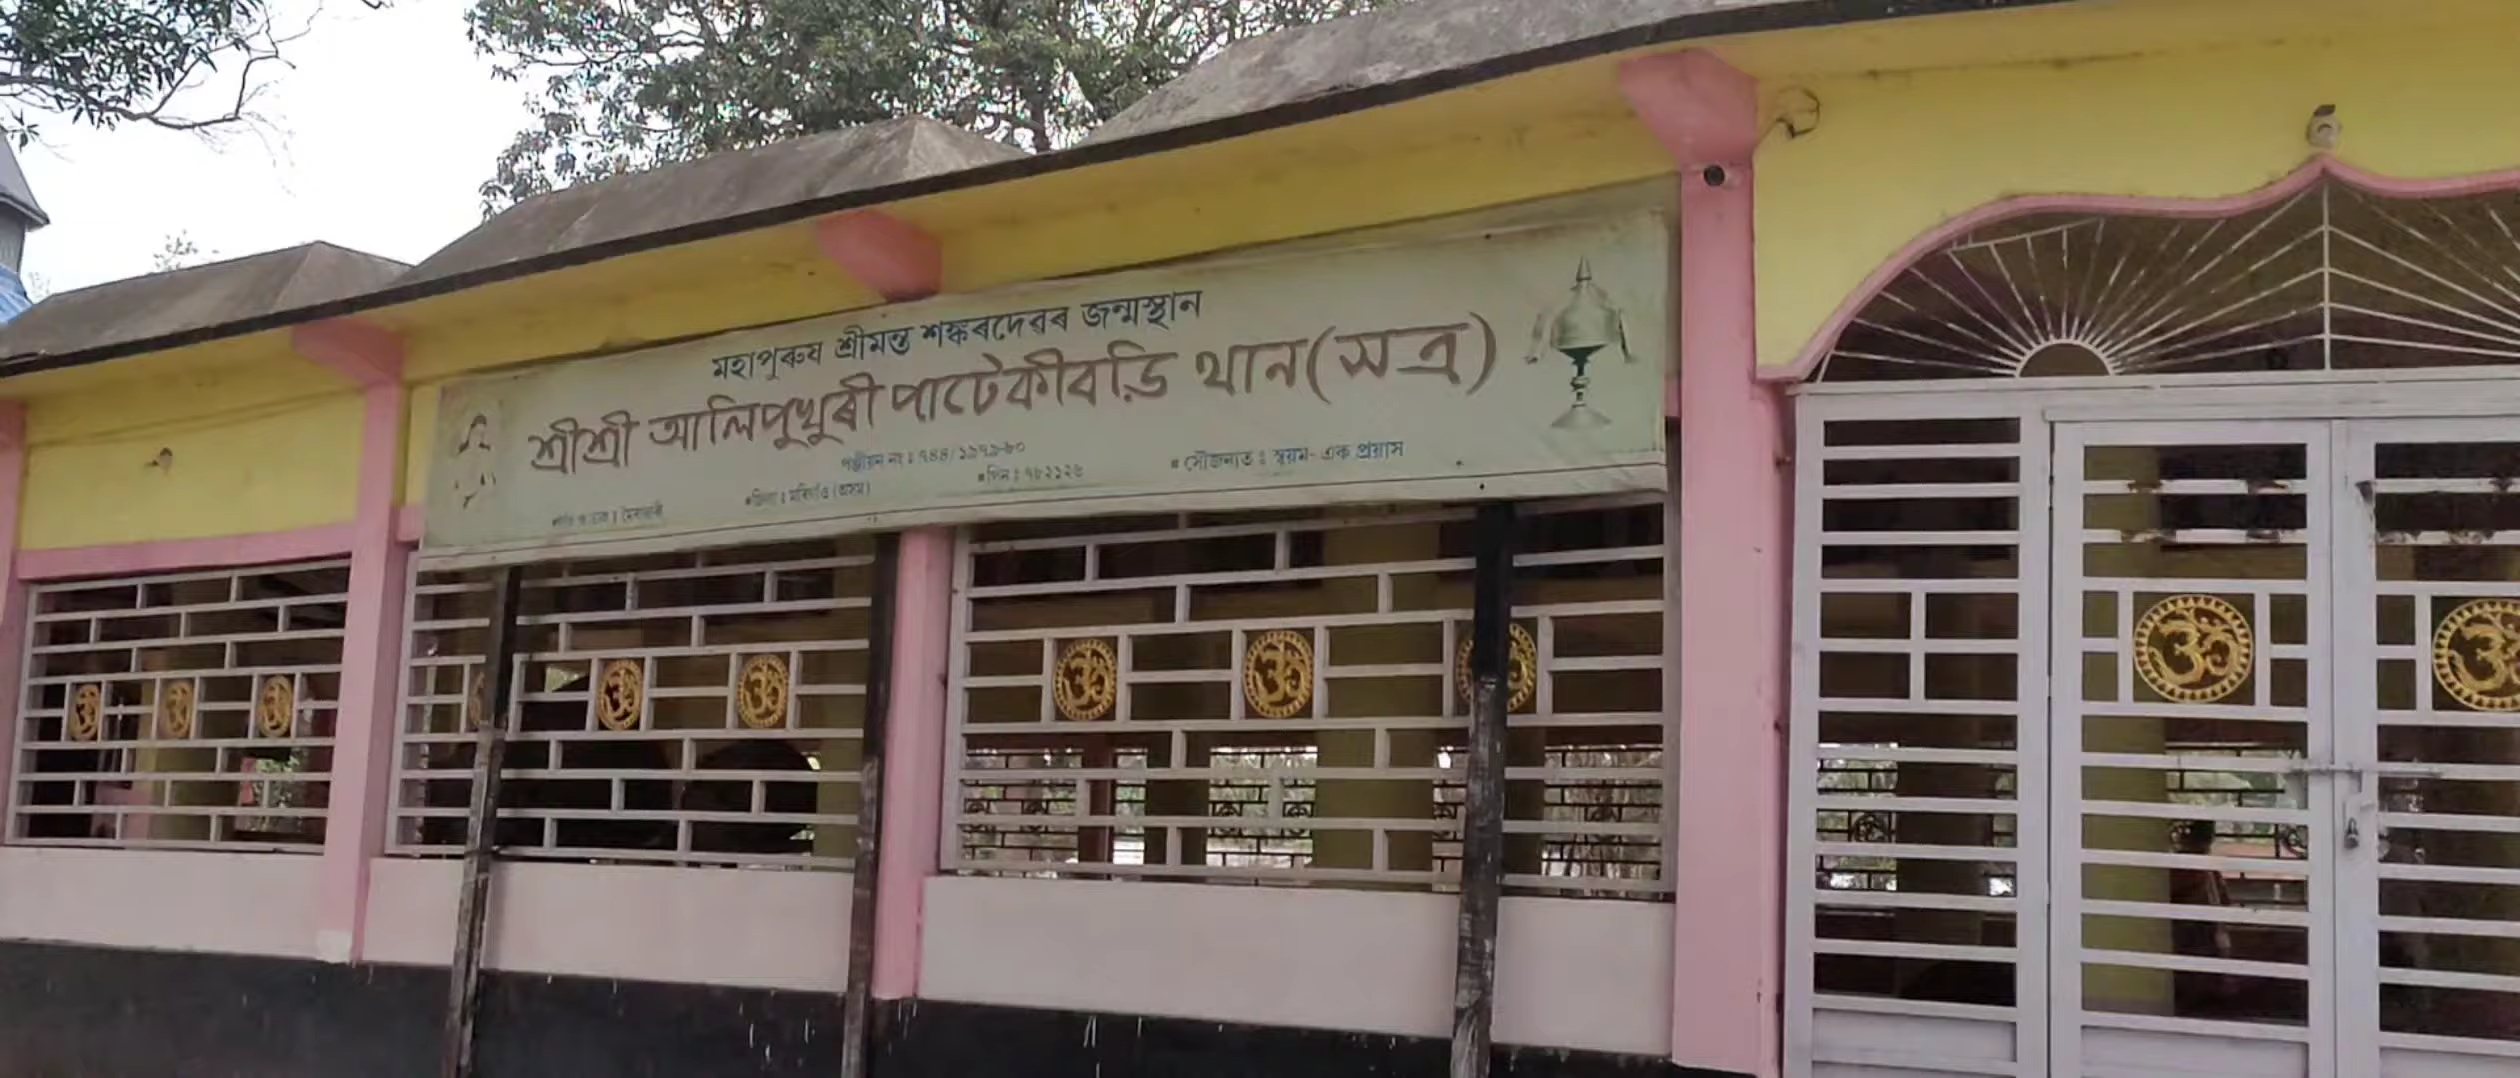 মহাপুৰুষ শ্ৰীমন্ত শঙ্কৰদেৱৰ জন্মস্থান
শ্ৰীশ্ৰী আলিপুখুৰী পাটেকীবড়ি থান (সত্ৰ)
পঞ্জীয়ন নং : ৭৪৪/১৯৭৯-৮০
জিলা : মৰিগাঁও (অসম)
পিন : ৭৮২১২৬
সৌজন্যত : স্বয়ম- এক প্ৰয়াস